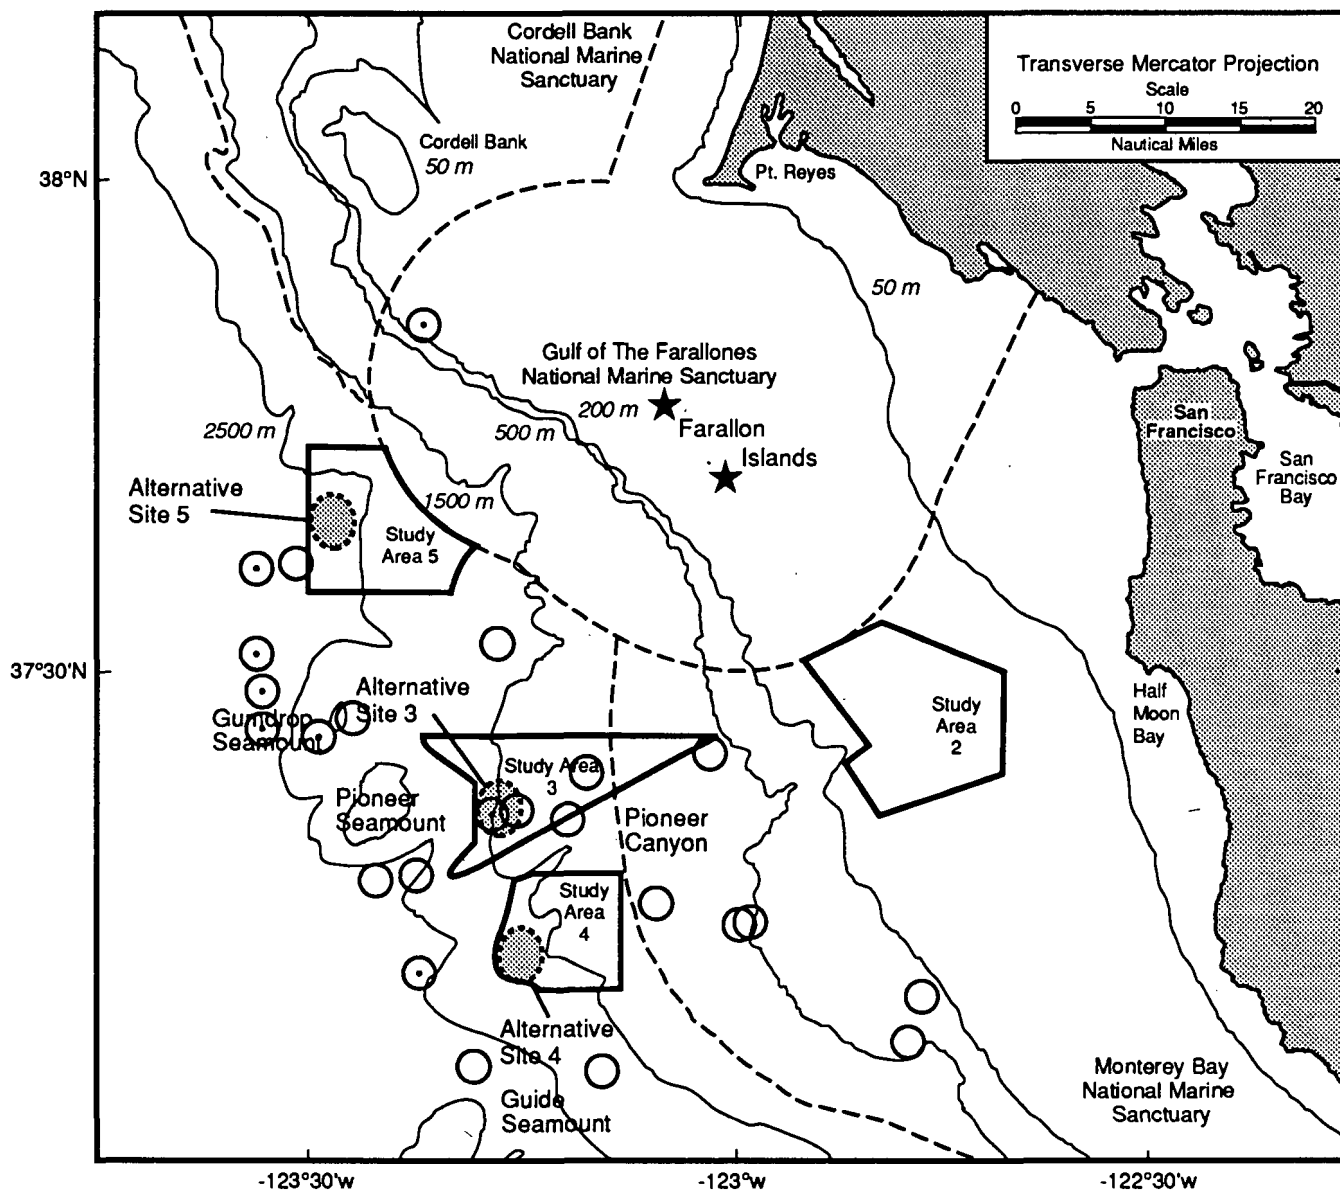 Cordell Bank
National Marine
Sanctuary
Transverse Mercator Projection
Scale
0 5 10 15 20
Nautical Miles
Cordell Bank
50 m
Pt. Reyes
38°N
50 m
Gulf of The Farallones
National Marine Sanctuary
200 m
Farallon
Islands
500 m
2500 m
San
Francisco
San
Francisco
Bay
Alternative
Site 5
1500 m
Study
Area 5
37°30'N
Alternative
Site 3
Gumdrop
Seamount
Study
Area
2
Half
Moon
Bay
Study Area
3
Pioneer
Seamount
Pioneer
Canyon
Study
Area
4
Alternative
Site 4
Guide
Seamount
Monterey Bay
National Marine
Sanctuary
-123°30'W
-123°W
-122°30'W